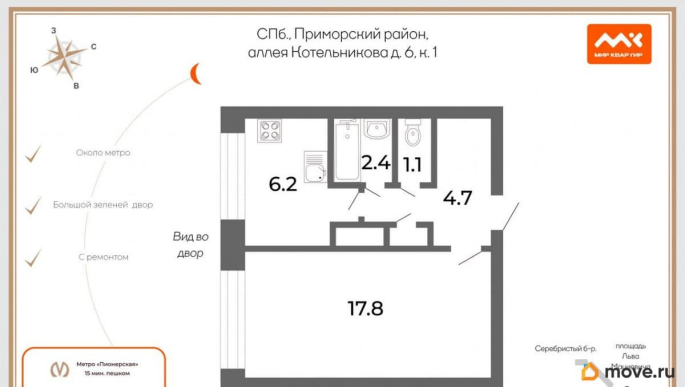 СПб., Приморский район,
аллея Котельникова д. 6, к. 1
МИР КВАРТИР
З
С
Ю
В
Около метро
Большой зеленей двор
С ремонтом
Вид во
двор
6.2
2.4
1.1
4.7
17.8
Метро «Пионерская»
15 мин. пешком
Серебристый б-р.
площадь
Льва
move.ru